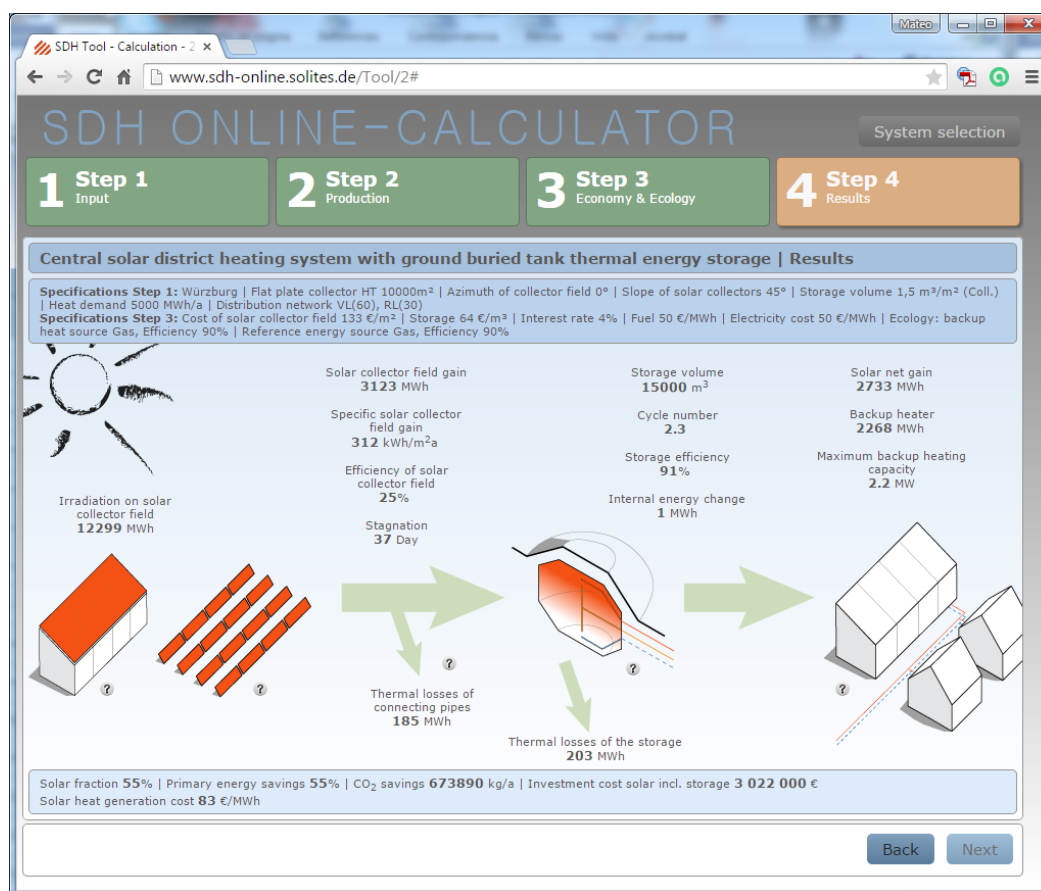 Mateo
SDH Tool - Calculation - 2
www.sdh-online.solites.de/Tool/2#
SDH ONLINE-CALCULATOR
System selection
1 Step 1
Input
2 Step 2
Production
3 Step 3
Economy & Ecology
4 Step 4
Results
Central solar district heating system with ground buried tank thermal energy storage | Results
Specifications Step 1: Würzburg | Flat plate collector HT 10000m² | Azimuth of collector field 0° | Slope of solar collectors 45° | Storage volume 1,5 m³/m² (Coll.)
| Heat demand 5000 MWh/a | Distribution network VL(60), RL(30)
Specifications Step 3: Cost of solar collector field 133 €/m² | Storage 64 €/m³ | Interest rate 4% | Fuel 50 €/MWh | Electricity cost 50 €/MWh | Ecology: backup
heat source Gas, Efficiency 90% | Reference energy source Gas, Efficiency 90%
Irradiation on solar
collector field
12299 MWh
Solar collector field gain
3123 MWh
Specific solar collector
field gain
312 kWh/m²a
Efficiency of solar
collector field
25%
Stagnation
37 Day
Storage volume
15000 m³
Cycle number
2.3
Storage efficiency
91%
Internal energy change
1 MWh
Solar net gain
2733 MWh
Backup heater
2268 MWh
Maximum backup heating
capacity
2.2 MW
?
?
?
?
?
Thermal losses of
connecting pipes
185 MWh
Thermal losses of the storage
203 MWh
Solar fraction 55% | Primary energy savings 55% | CO₂ savings 673890 kg/a | Investment cost solar incl. storage 3 022 000 €
Solar heat generation cost 83 €/MWh
Back
Next